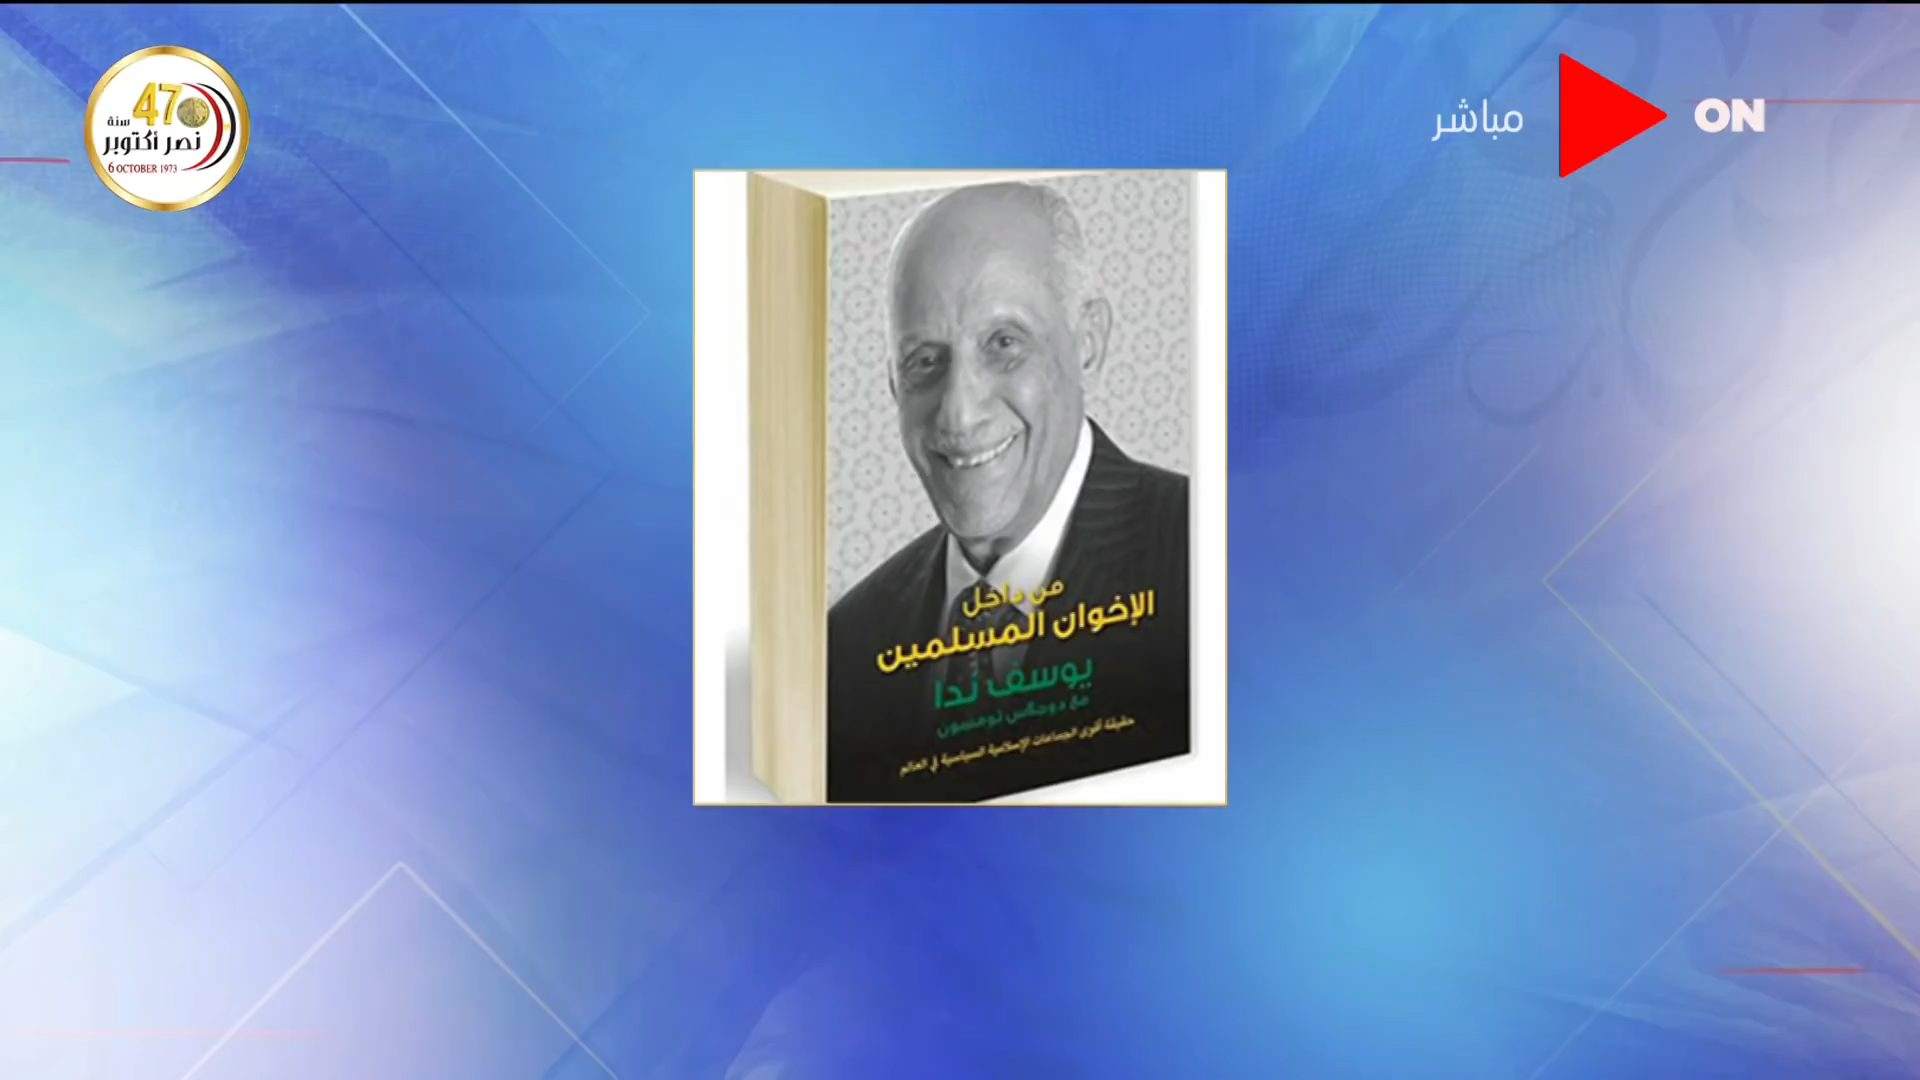 47
سنة
نصر أكتوبر
6 OCTOBER 1973
مباشر
ON
من داخل
الإخوان المسلمين
يوسف ندا
مع دوجلاس تومبسون
حقيقة أقوى الجماعات الإسلامية السياسية في العالم